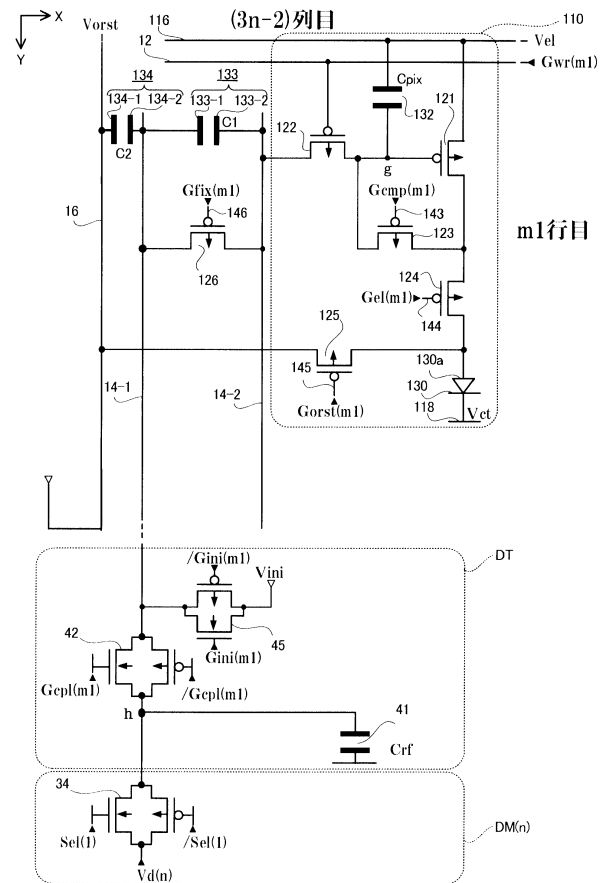 X
Y
(3n-2)列目
110
Vorst
116
Vel
12
Gwr(m1)
134
133
134-1
134-2
133-1
133-2
C2
C1
Cpix
132
121
122
g
16
Gfix(m1)
146
126
Gcmp(m1)
143
123
m1行目
124
Gel(m1)
144
125
145
Gorst(m1)
130a
130
Vct
118
14-1
14-2
DT
/Gini(m1)
Vini
42
45
Gini(m1)
Gcpl(m1)
/Gcpl(m1)
h
41
Crf
34
Sel(1)
/Sel(1)
DM(n)
Vd(n)